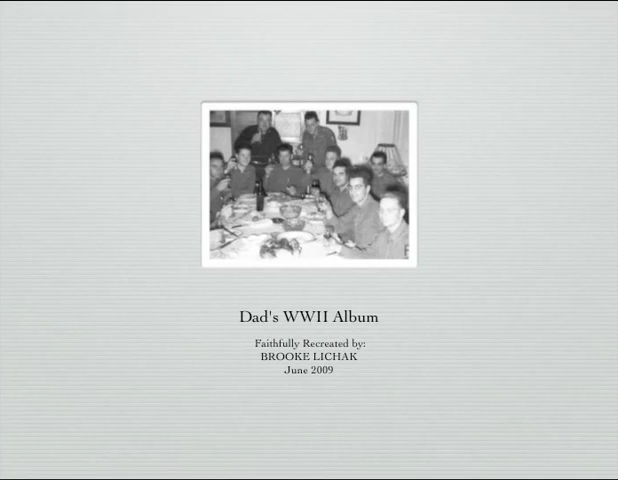 Dad's WWII Album
Faithfully Recreated by:
BROOKE LICHAK
June 2009